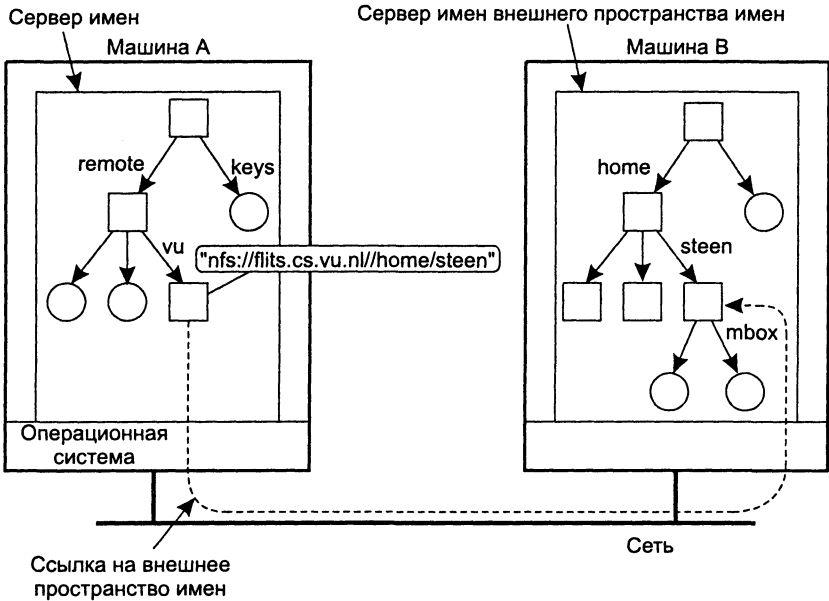 Сервер имен
Сервер имен внешнего пространства имен
Машина A
Машина B
remote
keys
home
vu
steen
"nfs://flits.cs.vu.nl//home/steen"
mbox
Операционная
система
Сеть
Ссылка на внешнее
пространство имен